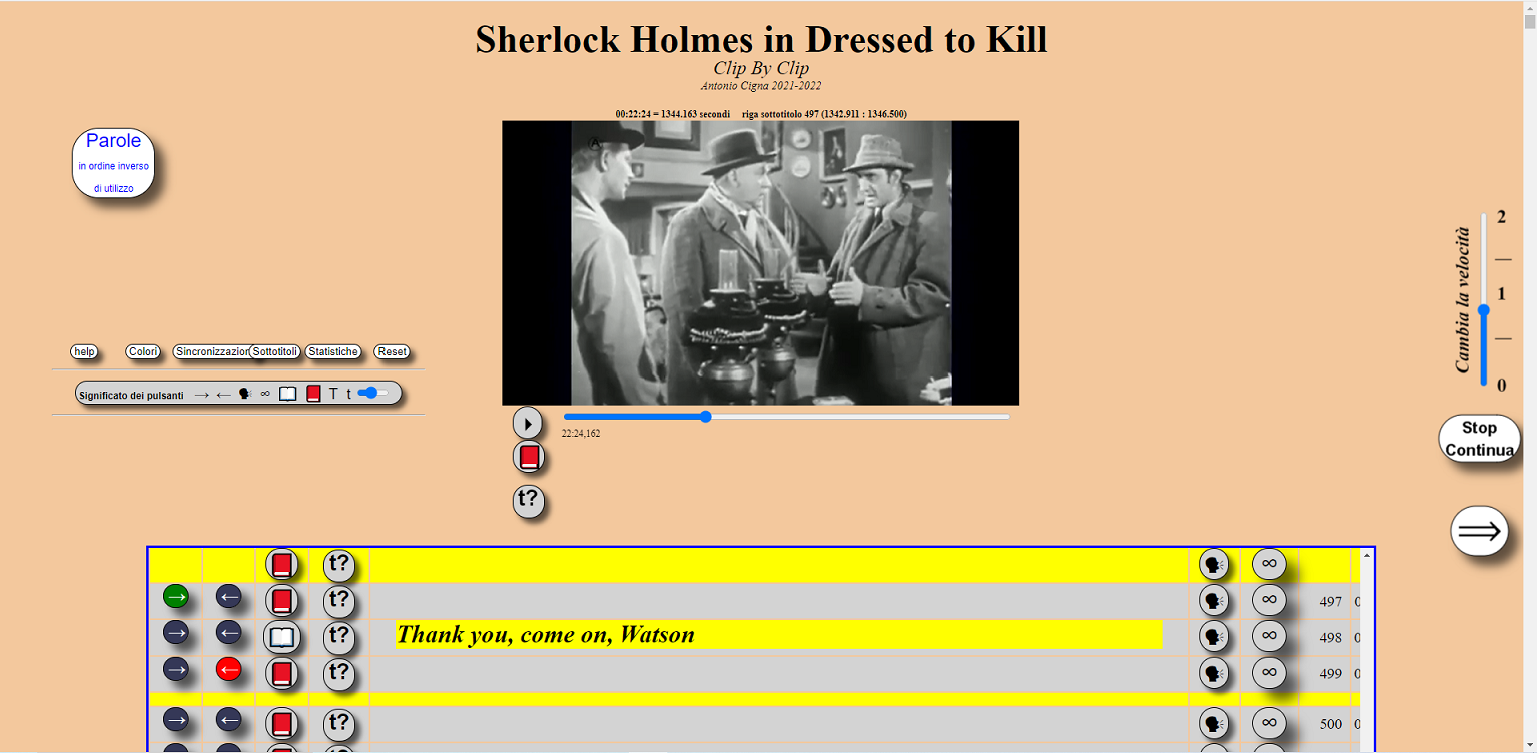 Sherlock Holmes in Dressed to Kill
Clip By Clip
Antonio Cigna 2021-2022
00:22:24 = 1344.163 secondi riga sottotitolo 497 (1342.911 : 1346.500)
Parole
in ordine inverso
di utilizzo
A
2
1
0
Cambia la velocità
help Colori Sincronizzazion Sottotitoli Statistiche Reset
Significato dei pulsanti → ← ∞ T t
22:24,162
t?
Stop
Continua
⇒
t? ∞
→ ← t? ∞ 497 0
→ ← t? Thank you, come on, Watson ∞ 498 0
→ ← t? ∞ 499 0
→ ← t? ∞ 500 0